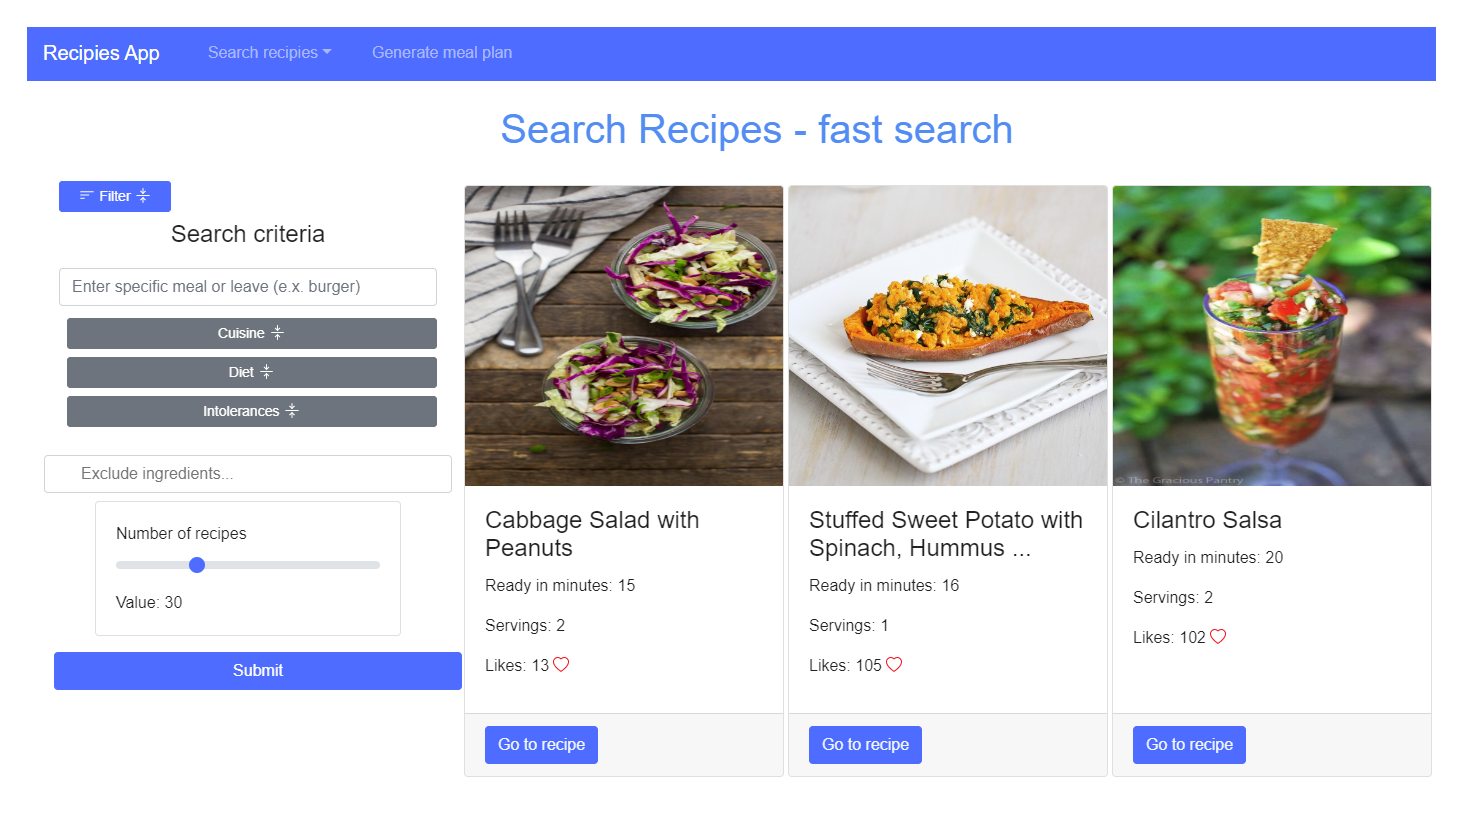 Recipies App
Search recipies
Generate meal plan
Search Recipes - fast search
Filter
Search criteria
Enter specific meal or leave (e.x. burger)
Cuisine
Diet
Intolerances
Exclude ingredients...
Number of recipes
Value: 30
Submit
Cabbage Salad with
Peanuts
Ready in minutes: 15
Servings: 2
Likes: 13
Go to recipe
Stuffed Sweet Potato with
Spinach, Hummus ...
Ready in minutes: 16
Servings: 1
Likes: 105
Go to recipe
© The Gracious Pantry
Cilantro Salsa
Ready in minutes: 20
Servings: 2
Likes: 102
Go to recipe